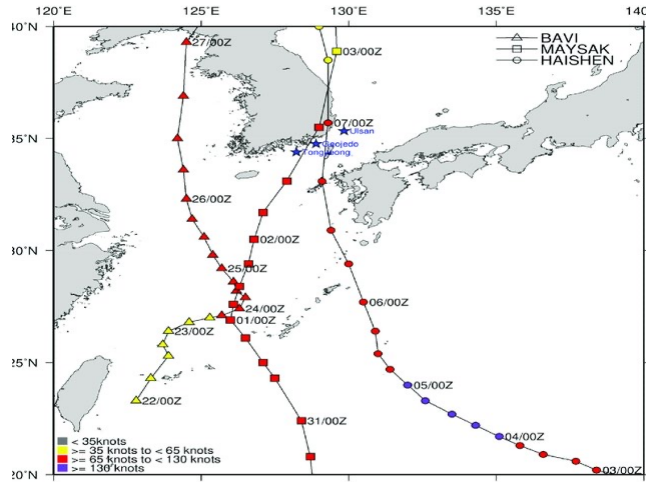 120°E
125°E
130°E
135°E
140°
40°N
35°N
30°N
25°N
20°N
BAVI
MAYSAK
HAISHEN
27/00Z
03/00Z
07/00Z
Ulsan
Geojedo
Tongyeong
26/00Z
02/00Z
25/00Z
24/00Z
01/00Z
23/00Z
22/00Z
06/00Z
05/00Z
31/00Z
04/00Z
03/00Z
< 35knots
>= 35 knots to < 65 knots
>= 65 knots to < 130 knots
>= 130 knots